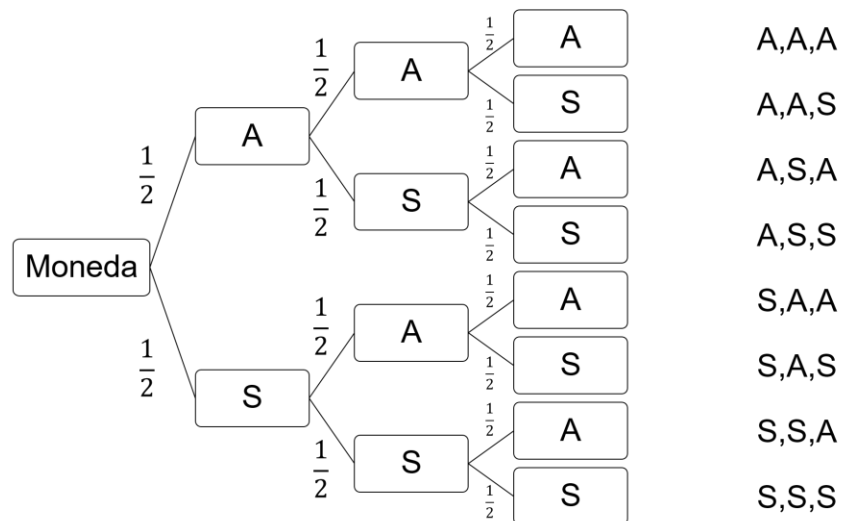 Moneda
1/2
1/2
A
S
1/2
1/2
1/2
1/2
A
S
A
S
1/2
1/2
1/2
1/2
1/2
1/2
1/2
1/2
A
S
A
S
A
S
A
S
A,A,A
A,A,S
A,S,A
A,S,S
S,A,A
S,A,S
S,S,A
S,S,S